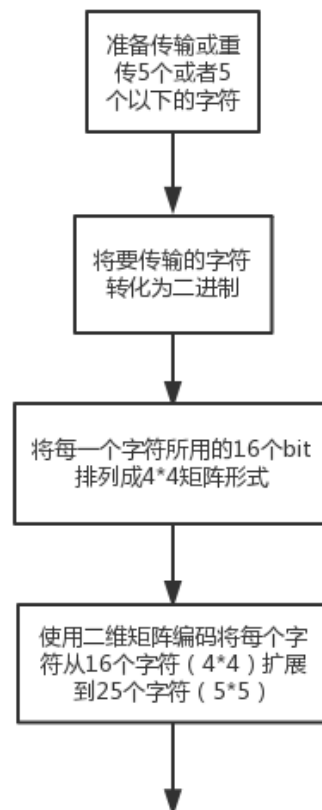 准备传输或重
传5个或者5
个以下的字符
将要传输的字符
转化为二进制
将每一个字符所用的16个bit
排列成4*4矩阵形式
使用二维矩阵编码将每个字
符从16个字符（4*4）扩展
到25个字符（5*5）